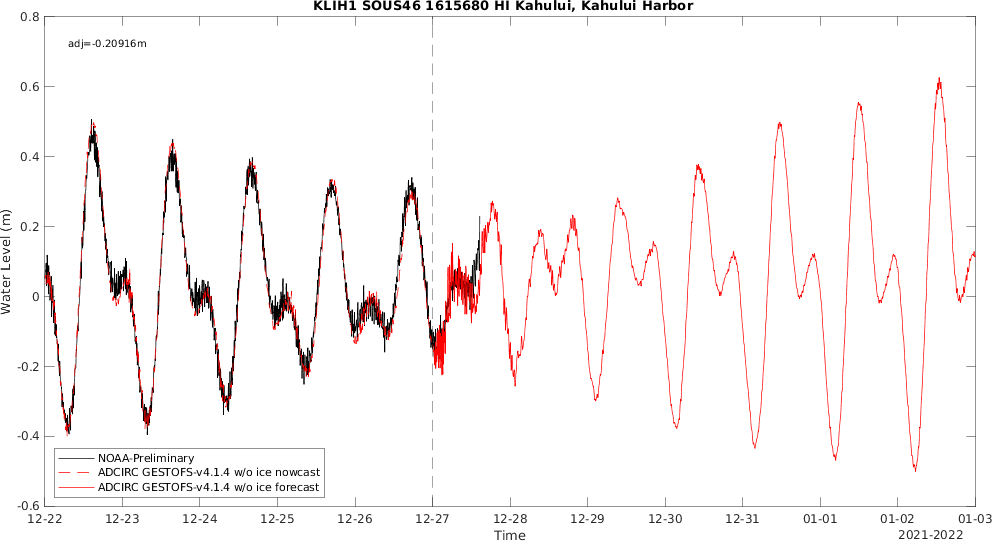 KLIH1 SOUS46 1615680 HI Kahului, Kahului Harbor
0.8
adj=-0.20916m
0.6
0.4
0.2
0
-0.2
-0.4
-0.6
Water Level (m)
NOAA-Preliminary
ADCIRC GESTOFS-v4.1.4 w/o ice nowcast
ADCIRC GESTOFS-v4.1.4 w/o ice forecast
12-22 12-23 12-24 12-25 12-26 12-27 12-28 12-29 12-30 12-31 01-01 01-02 01-03
Time
2021-2022